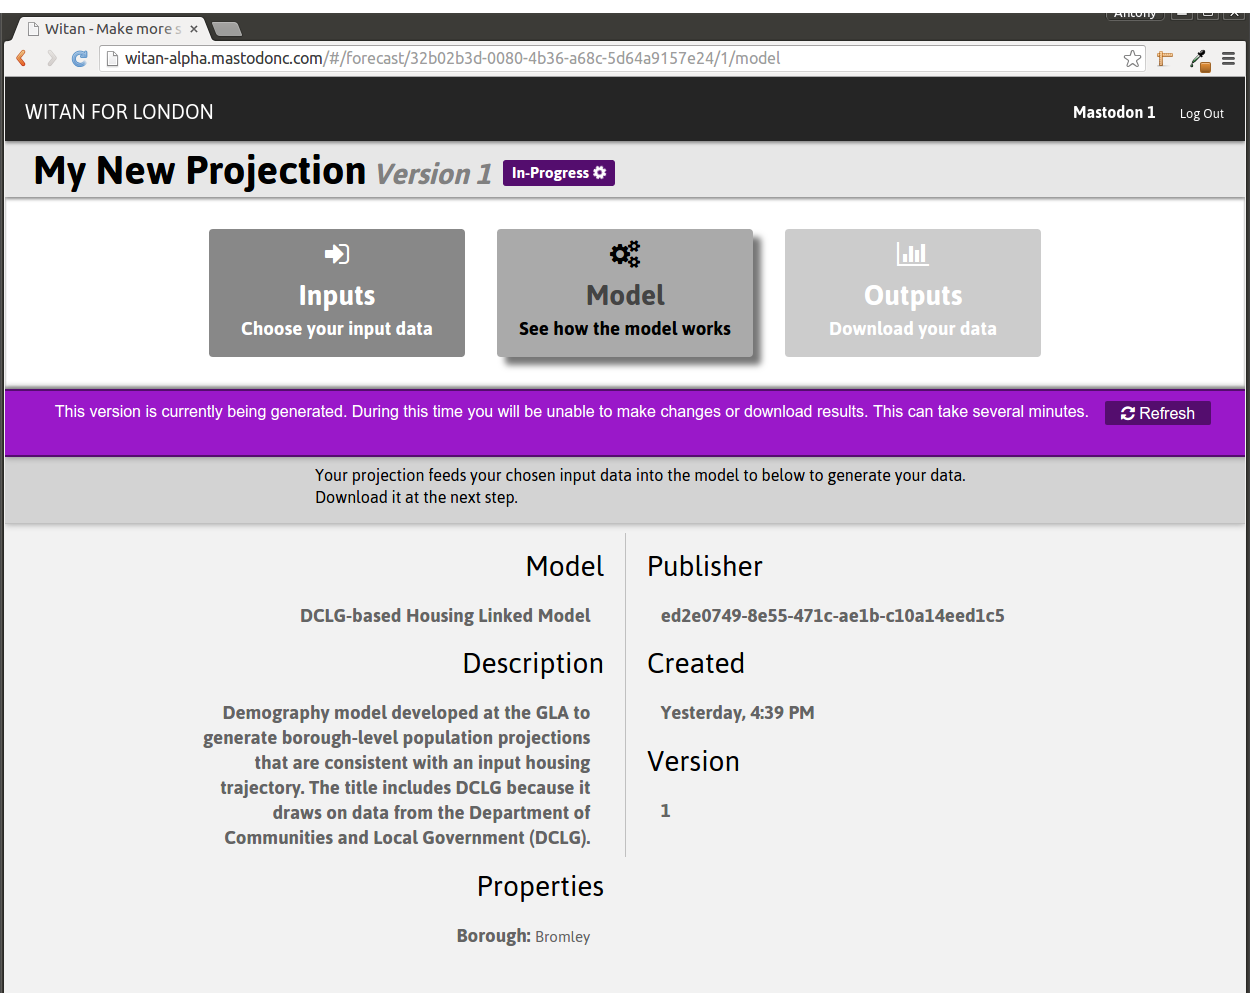 Antony
Witan - Make more s
witan-alpha.mastodonc.com/#/forecast/32b02b3d-0080-4b36-a68c-5d64a9157e24/1/model
WITAN FOR LONDON
Mastodon 1 Log Out
My New Projection Version 1 In-Progress
Inputs
Choose your input data
Model
See how the model works
Outputs
Download your data
This version is currently being generated. During this time you will be unable to make changes or download results. This can take several minutes. Refresh
Your projection feeds your chosen input data into the model to below to generate your data.
Download it at the next step.
Model
DCLG-based Housing Linked Model
Description
Demography model developed at the GLA to
generate borough-level population projections
that are consistent with an input housing
trajectory. The title includes DCLG because it
draws on data from the Department of
Communities and Local Government (DCLG).
Properties
Borough: Bromley
Publisher
ed2e0749-8e55-471c-ae1b-c10a14eed1c5
Created
Yesterday, 4:39 PM
Version
1